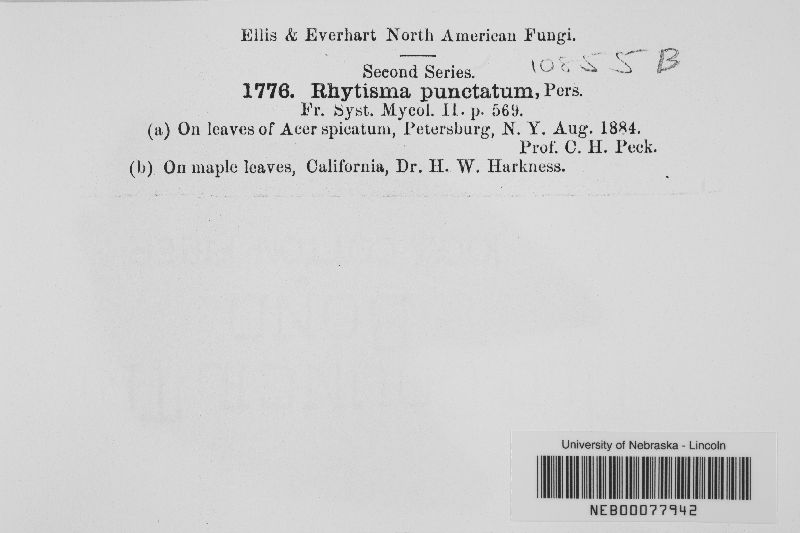 Ellis & Everhart North American Fungi.
Second Series.
10855 B
1776. Rhytisma punctatum, Pers.
Fr. Syst. Mycol. II. p. 569.
(a) On leaves of Acer spicatum, Petersburg, N. Y. Aug. 1884.
Prof. C. H. Peck.
(b) On maple leaves, California, Dr. H. W. Harkness.
University of Nebraska - Lincoln
NEB00077942